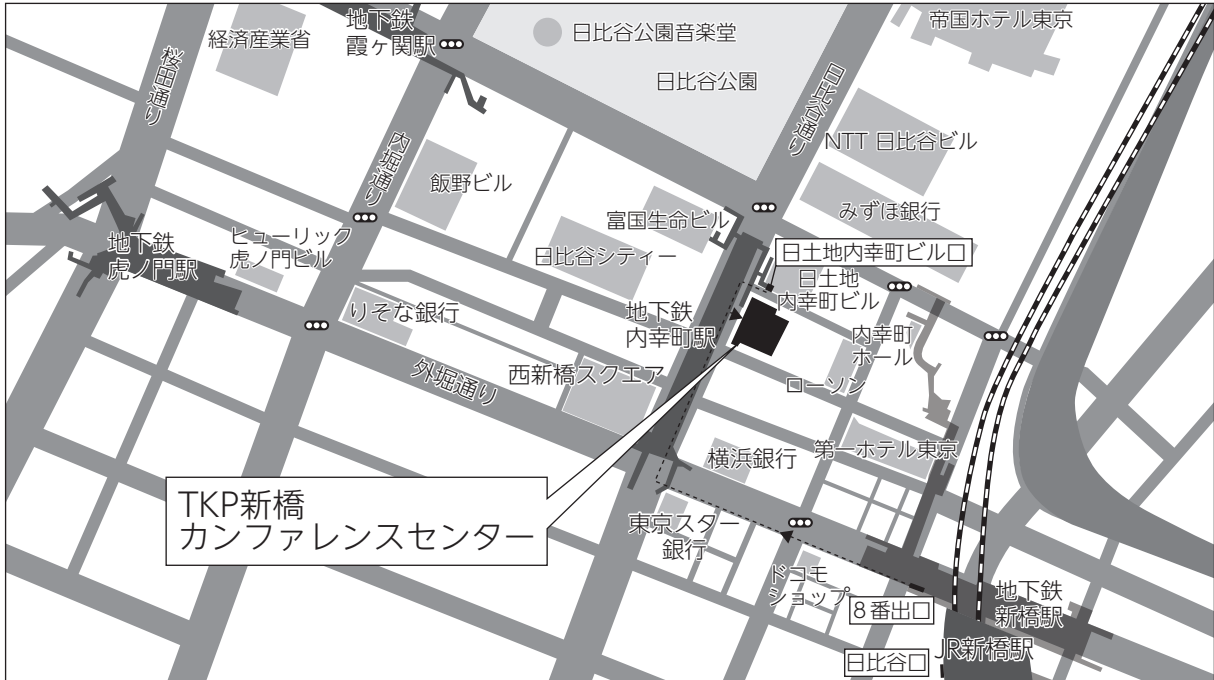 経済産業省
地下鉄
霞ヶ関駅
日比谷公園音楽堂
日比谷公園
帝国ホテル東京
桜田通り
内堀通り
日比谷通り
NTT 日比谷ビル
飯野ビル
富国生命ビル
みずほ銀行
地下鉄
虎ノ門駅
ヒューリック
虎ノ門ビル
日比谷シティー
日土地内幸町ビル口
日土地
内幸町ビル
りそな銀行
地下鉄
内幸町駅
内幸町
ホール
外堀通り
西新橋スクエア
ローソン
横浜銀行
第一ホテル東京
TKP新橋
カンファレンスセンター
東京スター
銀行
ドコモ
ショップ
8番出口
地下鉄
新橋駅
日比谷口
JR新橋駅